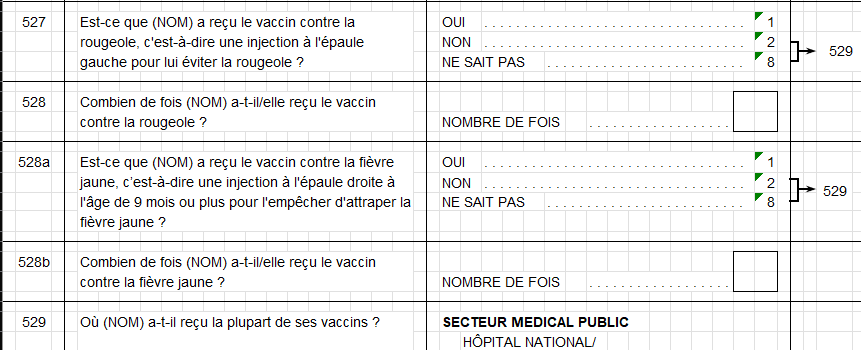 527 Est-ce que (NOM) a reçu le vaccin contre la OUI 1
rougeole, c'est-à-dire une injection à l'épaule NON 2
gauche pour lui éviter la rougeole ? NE SAIT PAS 8 529
528 Combien de fois (NOM) a-t-il/elle reçu le vaccin
contre la rougeole ? NOMBRE DE FOIS
528a Est-ce que (NOM) a reçu le vaccin contre la fièvre OUI 1
jaune, c'est-à-dire une injection à l'épaule droite à NON 2 529
l'âge de 9 mois ou plus pour l'empêcher d'attraper la NE SAIT PAS 8
fièvre jaune ?
528b Combien de fois (NOM) a-t-il/elle reçu le vaccin
contre la fièvre jaune ? NOMBRE DE FOIS
529 Où (NOM) a-t-il reçu la plupart de ses vaccins ? SECTEUR MEDICAL PUBLIC
HÔPITAL NATIONAL/